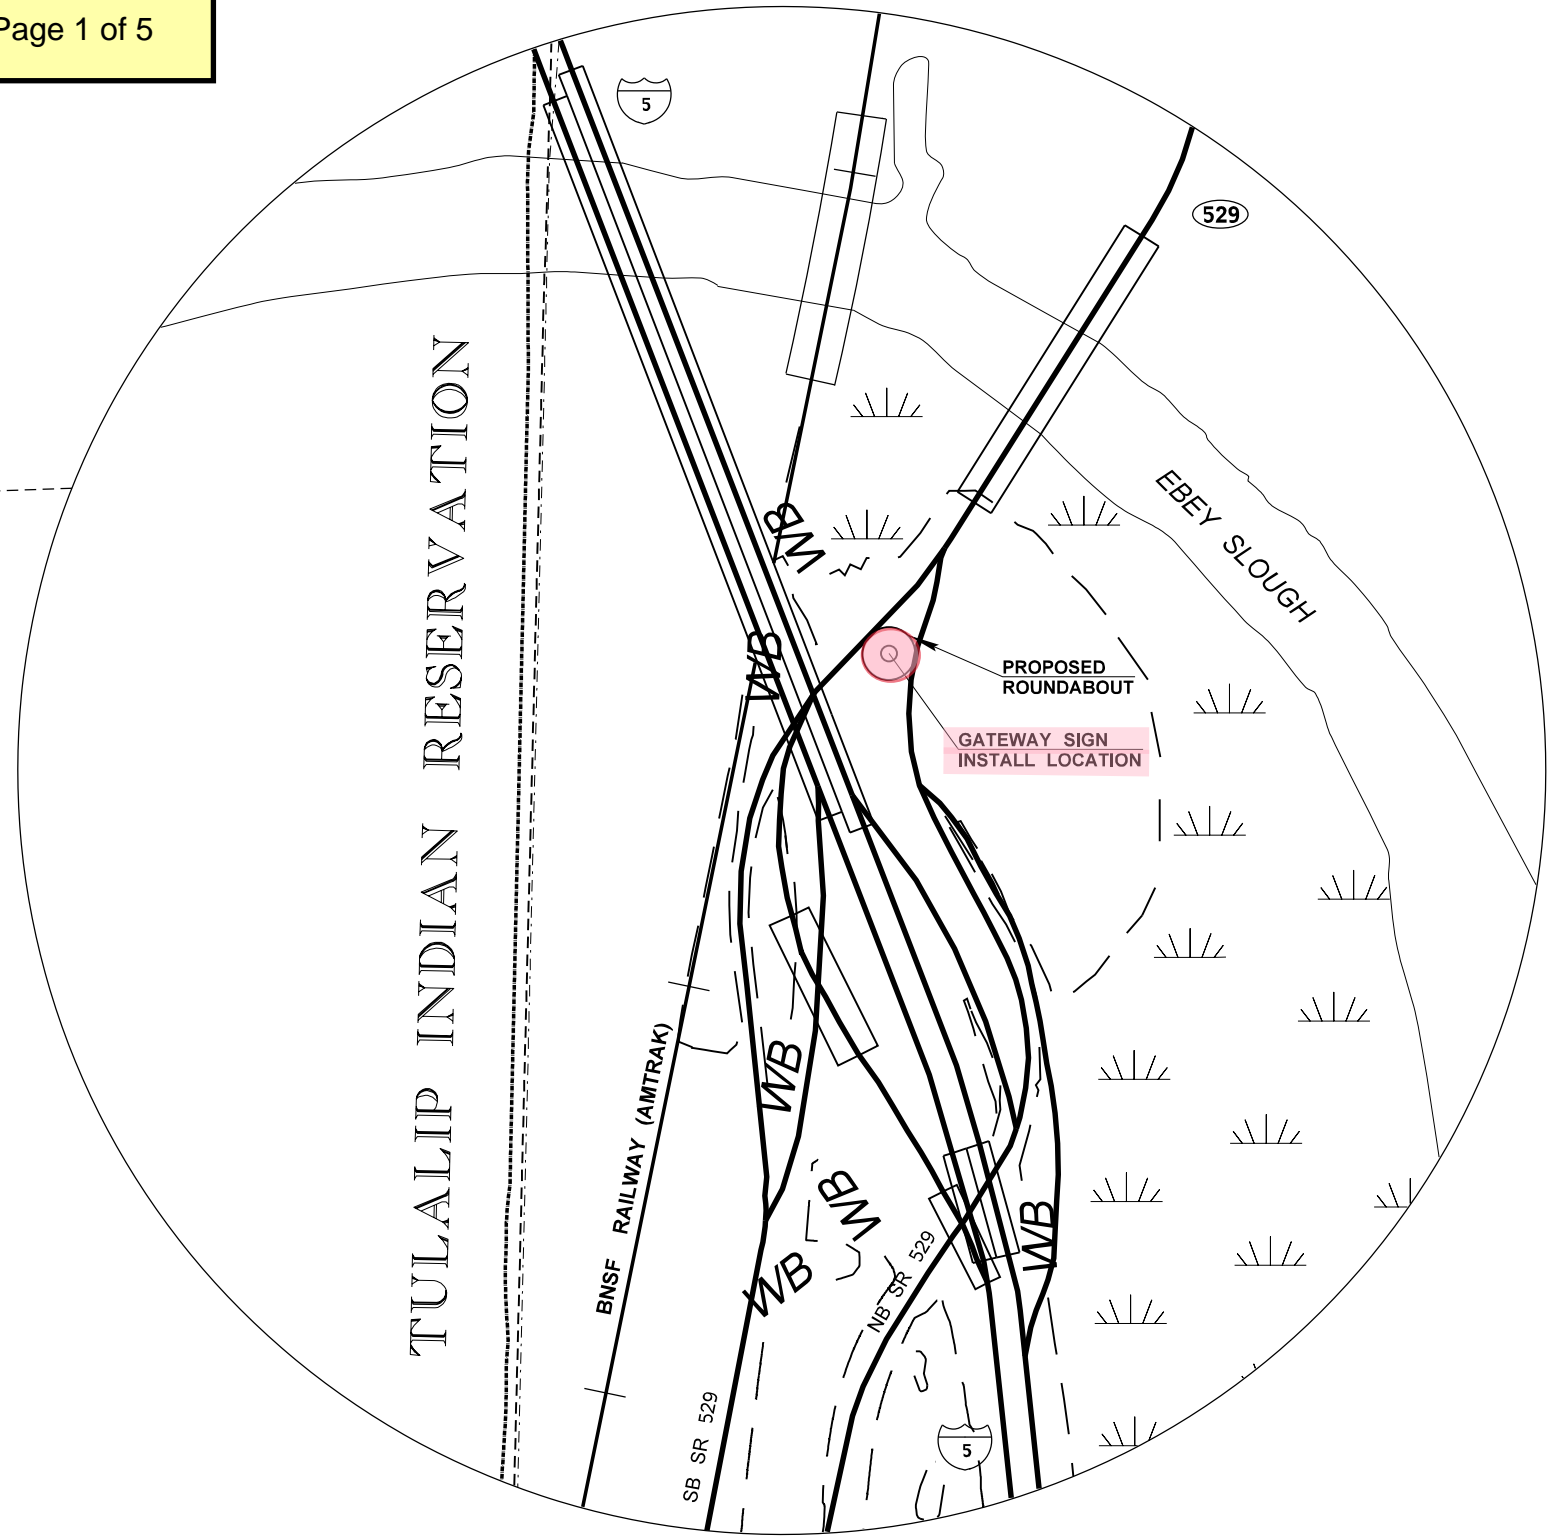 Page 1 of 5
5
529
TULALIP INDIAN RESERVATION
EBEY SLOUGH
WB
WB
PROPOSED
ROUNDABOUT
GATEWAY SIGN
INSTALL LOCATION
BNSF RAILWAY (AMTRAK)
WB
WB
WB
WB
NB SR 529
SB SR 529
5